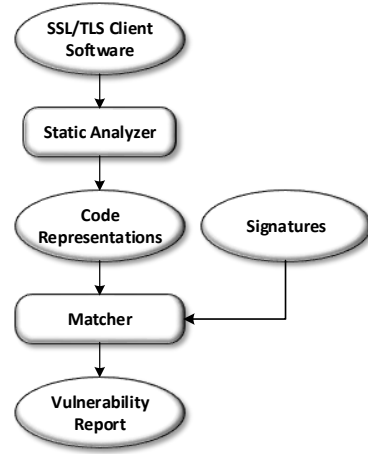 SSL/TLS Client
Software
Static Analyzer
Code
Representations
Signatures
Matcher
Vulnerability
Report